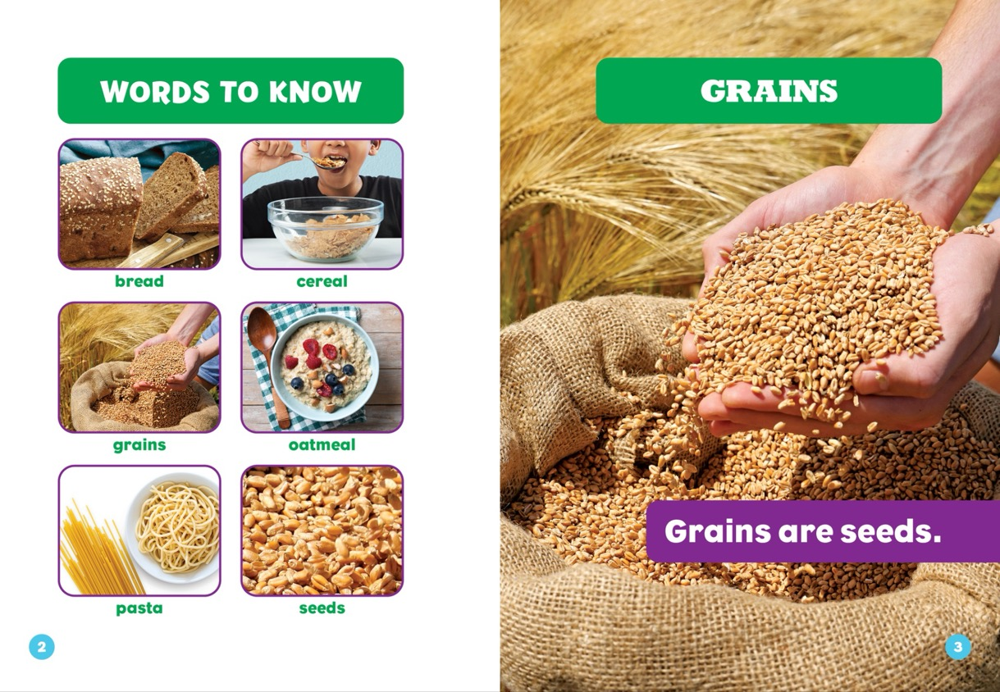 WORDS TO KNOW
bread
cereal
grains
oatmeal
pasta
seeds
2
GRAINS
Grains are seeds.
3